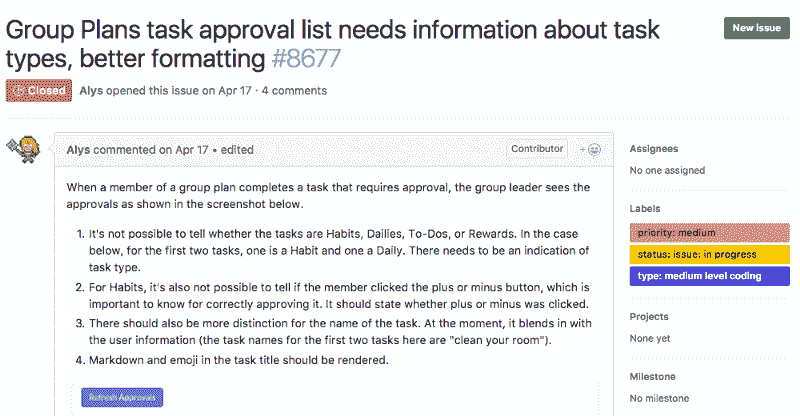 Group Plans task approval list needs information about task
types, better formatting #8677
New issue
Closed Alys opened this issue on Apr 17 · 4 comments
Alys commented on Apr 17 • edited
Contributor
When a member of a group plan completes a task that requires approval, the group leader sees the
approvals as shown in the screenshot below.
1. It's not possible to tell whether the tasks are Habits, Dailies, To-Dos, or Rewards. In the case
below, for the first two tasks, one is a Habit and one a Daily. There needs to be an indication of
task type.
2. For Habits, it's also not possible to tell if the member clicked the plus or minus button, which is
important to know for correctly approving it. It should state whether plus or minus was clicked.
3. There should also be more distinction for the name of the task. At the moment, it blends in with
the user information (the task names for the first two tasks here are "clean your room").
4. Markdown and emoji in the task title should be rendered.
Refresh Approvals
Assignees
No one assigned
Labels
priority: medium
status: issue: in progress
type: medium level coding
Projects
None yet
Milestone
No milestone